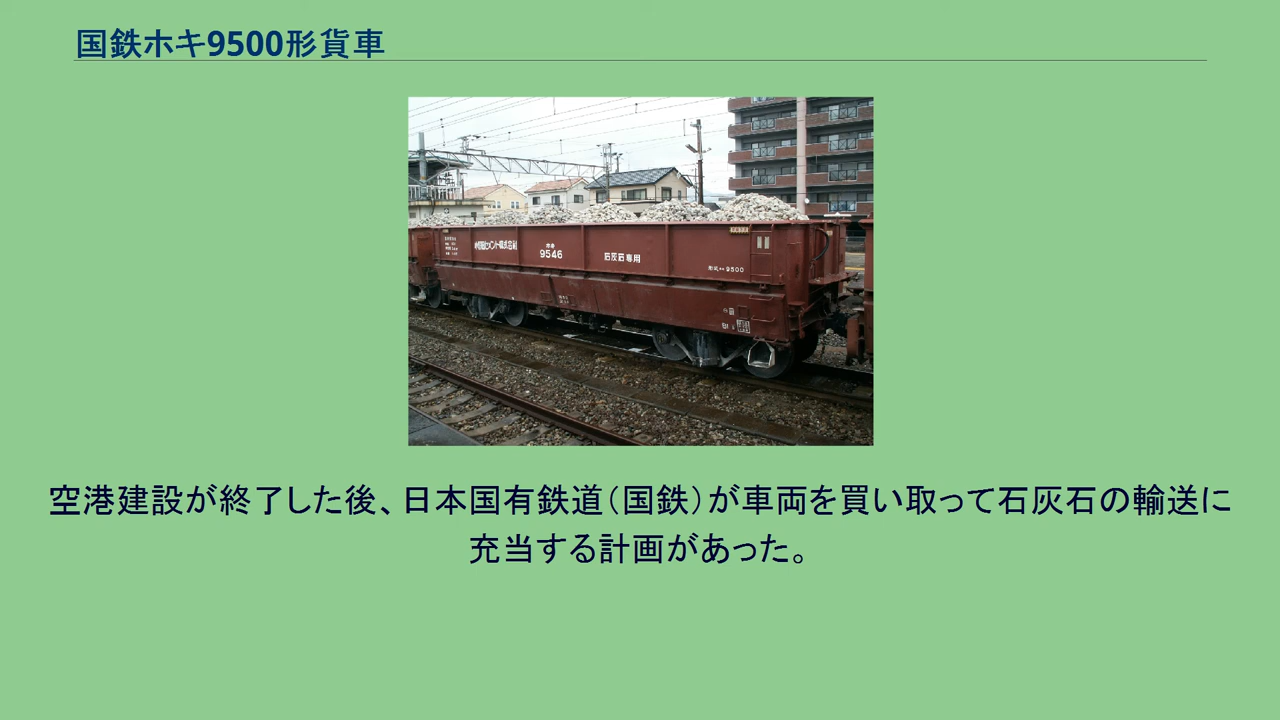 国鉄ホキ9500形貨車
9546
石灰石専用
9500
空港建設が終了した後、日本国有鉄道（国鉄）が車両を買い取って石灰石の輸送に
充当する計画があった。